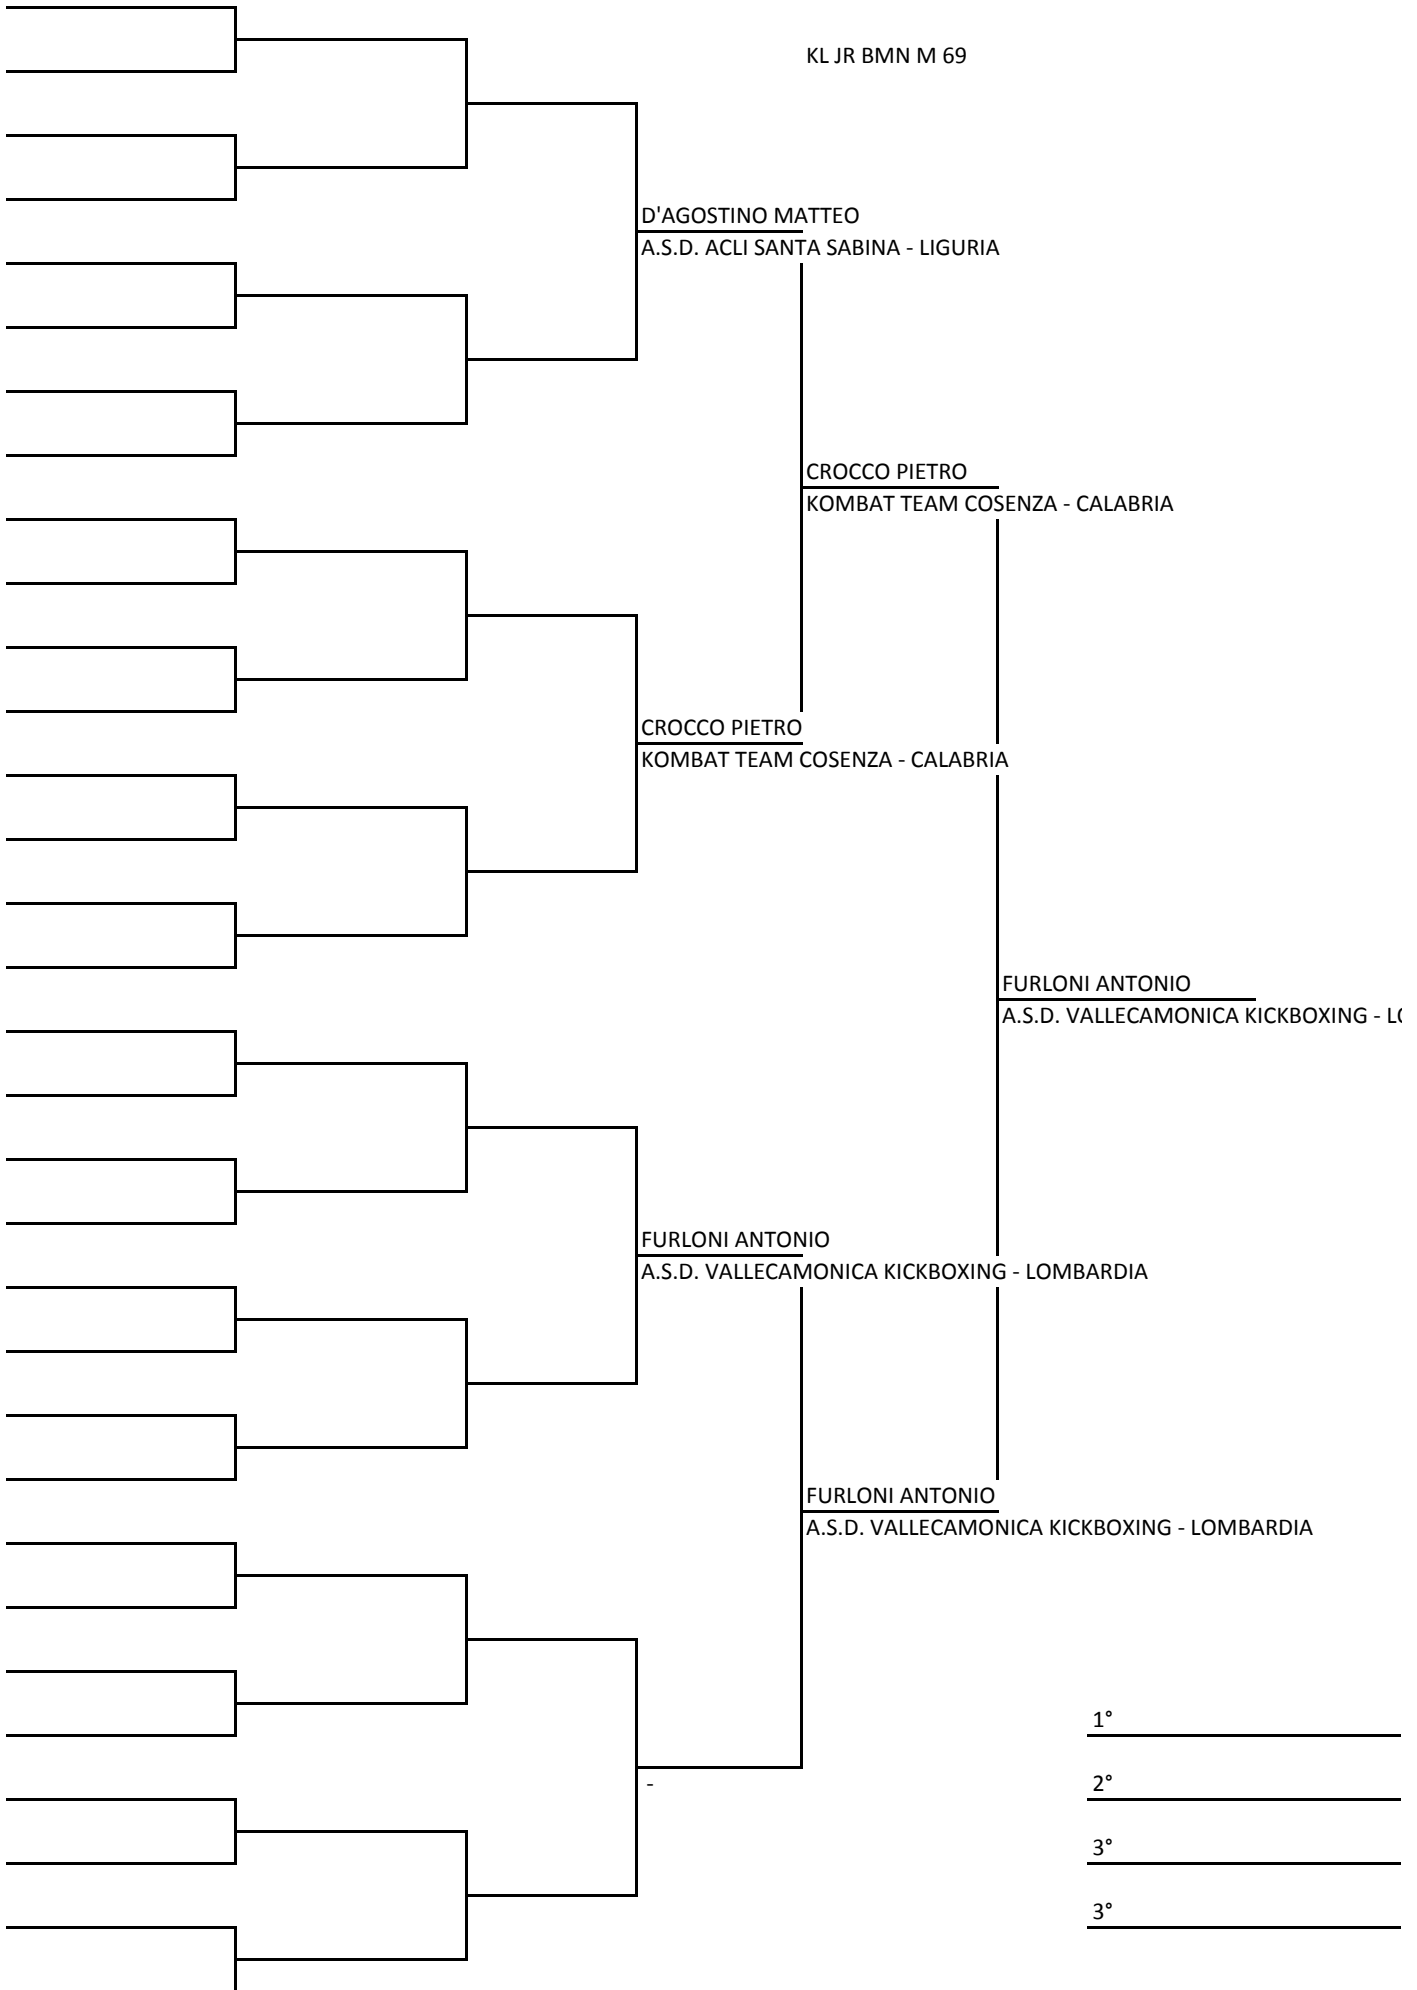 KL JR BMN M 69
D'AGOSTINO MATTEO
A.S.D. ACLI SANTA SABINA - LIGURIA
CROCCO PIETRO
KOMBAT TEAM COSENZA - CALABRIA
CROCCO PIETRO
KOMBAT TEAM COSENZA - CALABRIA
FURLONI ANTONIO
A.S.D. VALLECAMONICA KICKBOXING - LO
FURLONI ANTONIO
A.S.D. VALLECAMONICA KICKBOXING - LOMBARDIA
FURLONI ANTONIO
A.S.D. VALLECAMONICA KICKBOXING - LOMBARDIA
1°
-
2°
3°
3°